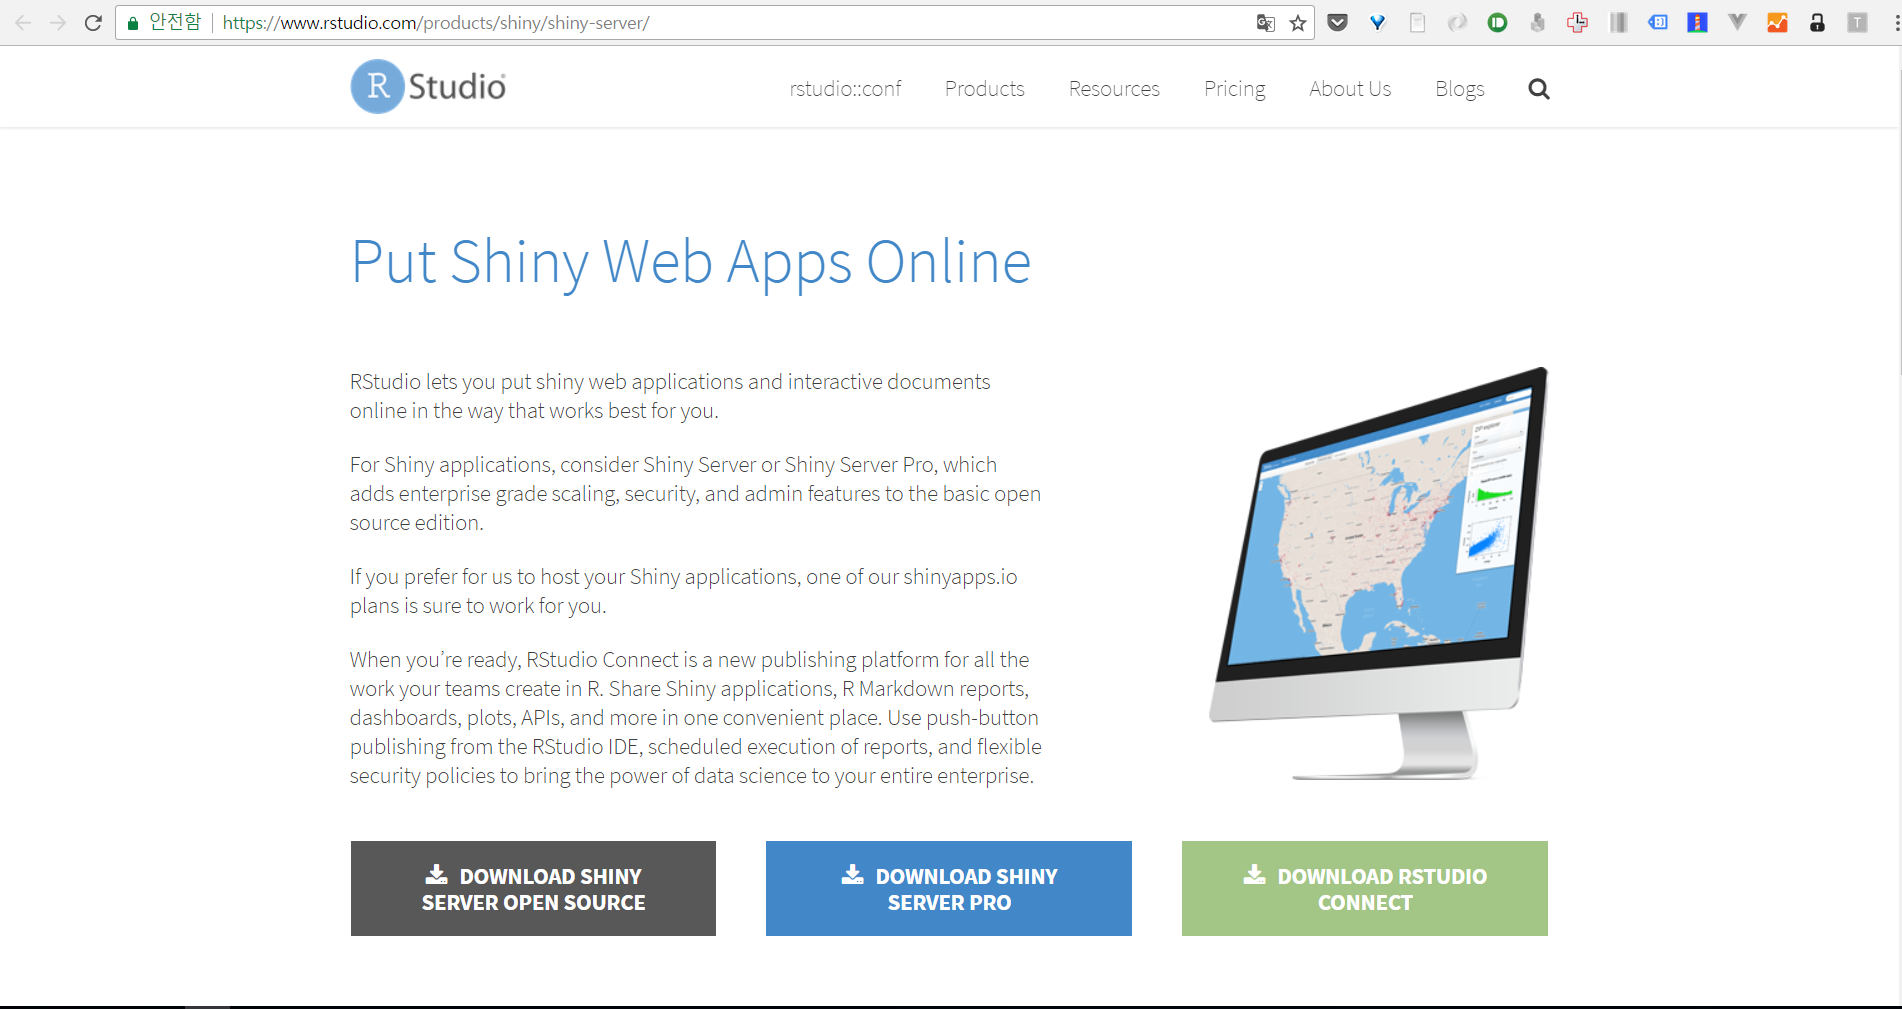 안전함 https://www.rstudio.com/products/shiny/shiny-server/
R Studio
rstudio::conf Products Resources Pricing About Us Blogs
Put Shiny Web Apps Online
RStudio lets you put shiny web applications and interactive documents
online in the way that works best for you.
For Shiny applications, consider Shiny Server or Shiny Server Pro, which
adds enterprise grade scaling, security, and admin features to the basic open
source edition.
If you prefer for us to host your Shiny applications, one of our shinyapps.io
plans is sure to work for you.
When you’re ready, RStudio Connect is a new publishing platform for all the
work your teams create in R. Share Shiny applications, R Markdown reports,
dashboards, plots, APIs, and more in one convenient place. Use push-button
publishing from the RStudio IDE, scheduled execution of reports, and flexible
security policies to bring the power of data science to your entire enterprise.
ZIP explorer
DOWNLOAD SHINY
SERVER OPEN SOURCE
DOWNLOAD SHINY
SERVER PRO
DOWNLOAD RSTUDIO
CONNECT